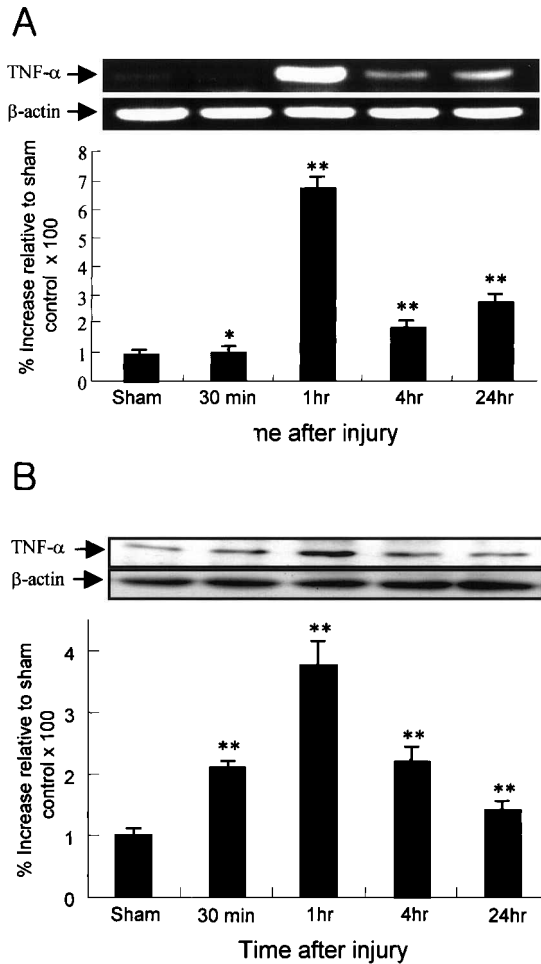 A
TNF-α
β-actin
% Increase relative to sham
control x 100
8
7
6
5
4
3
2
1
0
**
*
**
**
Sham 30 min 1hr 4hr 24hr
me after injury
B
TNF-α
β-actin
% Increase relative to sham
control x 100
4
3
2
1
0
**
**
**
**
Sham 30 min 1hr 4hr 24hr
Time after injury